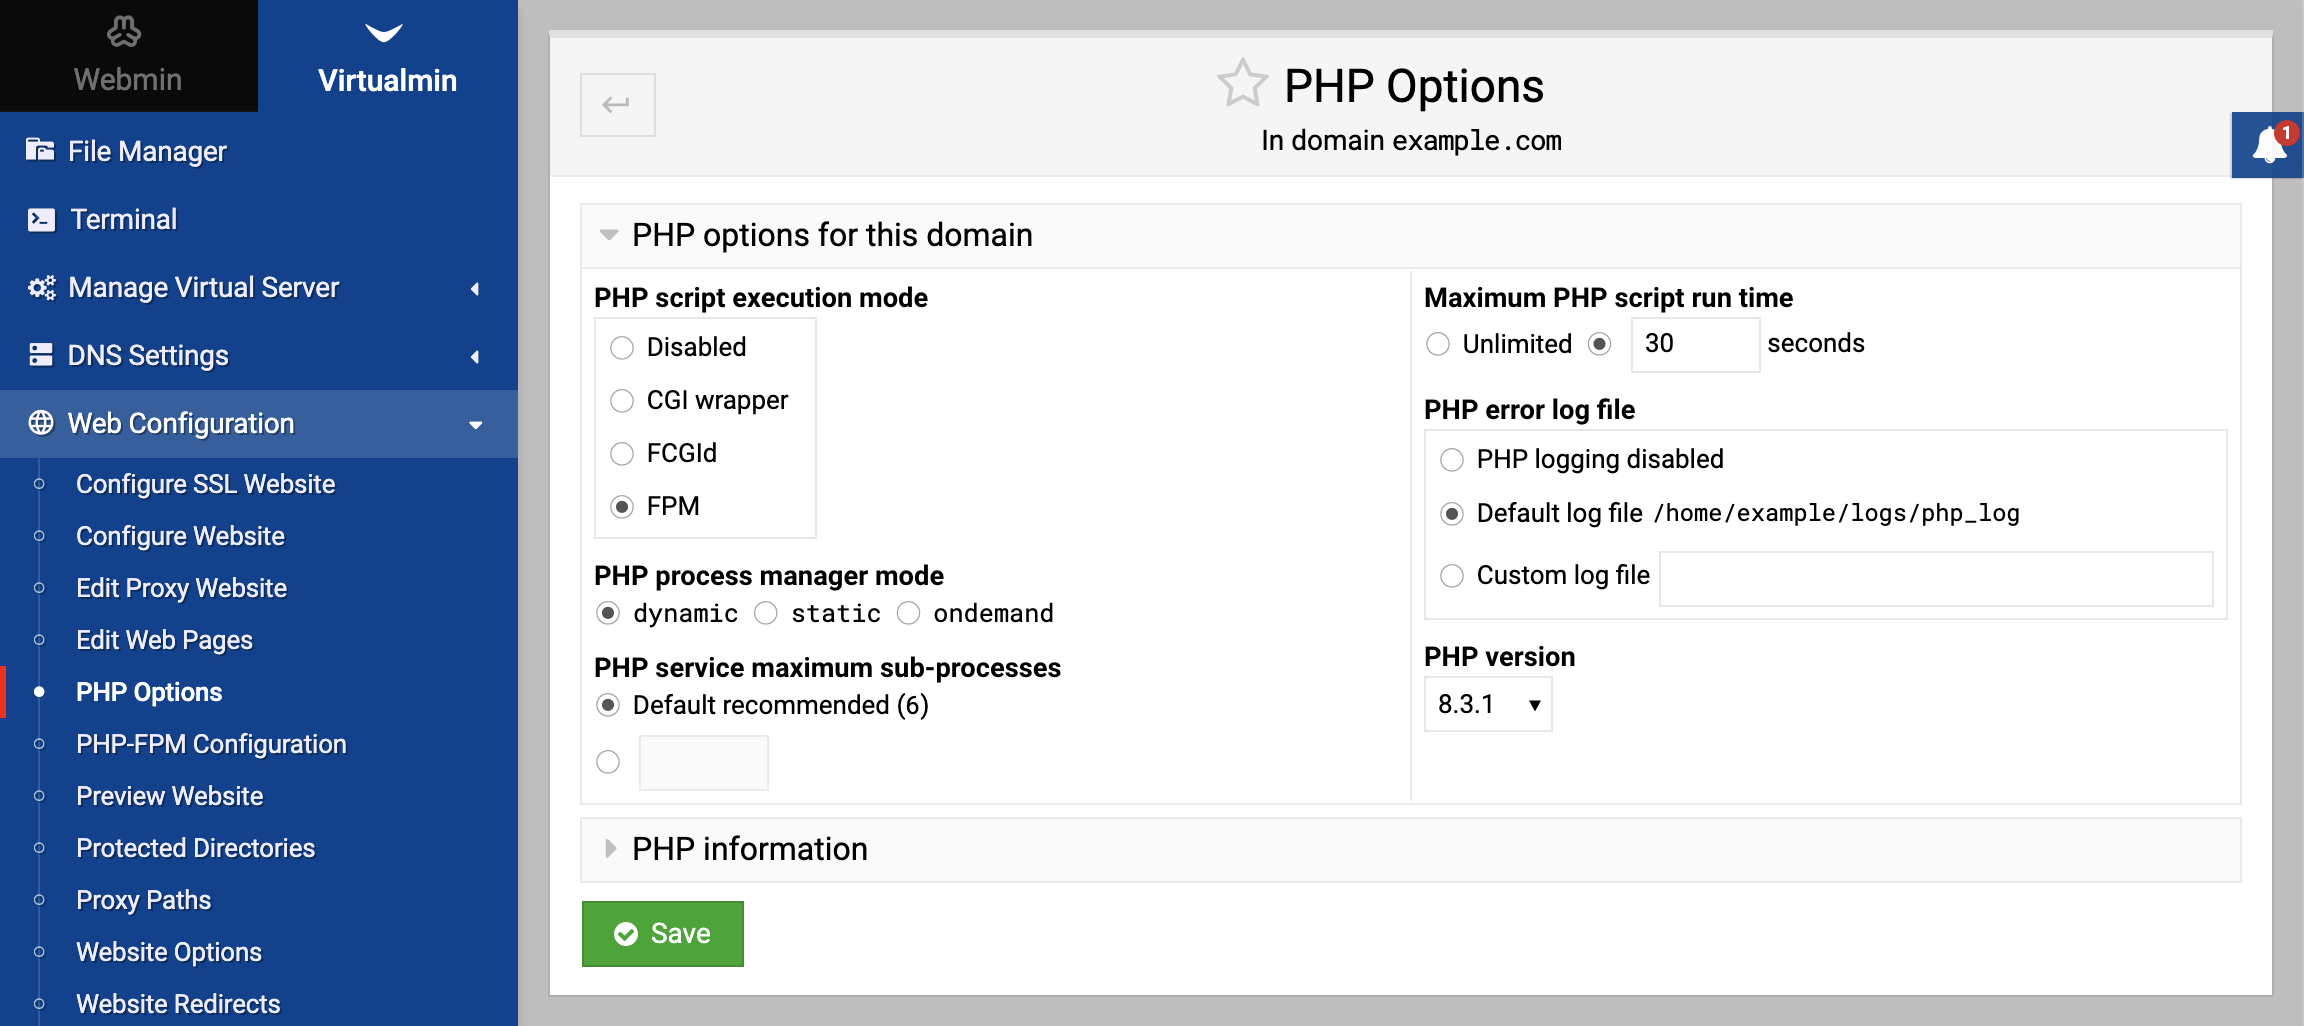 Webmin
Virtualmin
File Manager
Terminal
Manage Virtual Server
DNS Settings
Web Configuration
Configure SSL Website
Configure Website
Edit Proxy Website
Edit Web Pages
PHP Options
PHP-FPM Configuration
Preview Website
Protected Directories
Proxy Paths
Website Options
Website Redirects
PHP Options
In domain example.com
1
PHP options for this domain
PHP script execution mode
Disabled
CGI wrapper
FCGId
FPM
PHP process manager mode
dynamic static ondemand
PHP service maximum sub-processes
Default recommended (6)
Maximum PHP script run time
Unlimited 30 seconds
PHP error log file
PHP logging disabled
Default log file /home/example/logs/php_log
Custom log file
PHP version
8.3.1
PHP information
Save